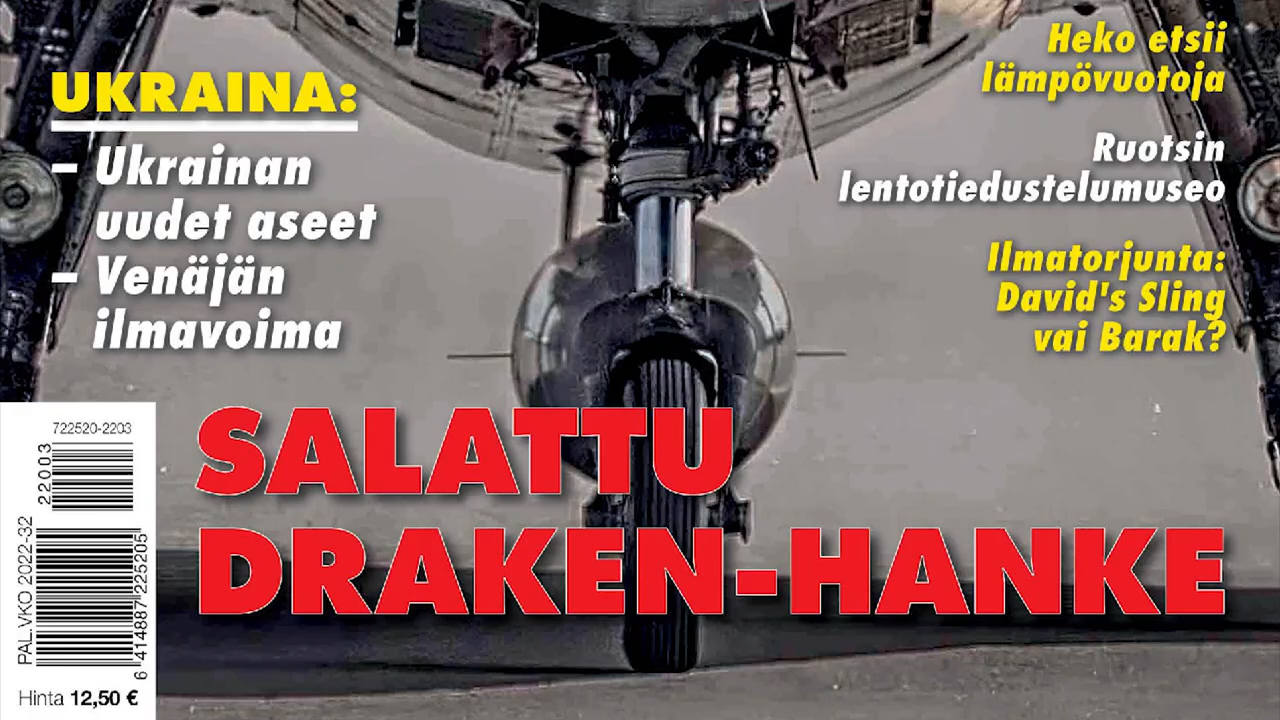 UKRAINA:
– Ukrainan
uudet aseet
– Venäjän
ilmavoima
Heko etsii
lämpövuotoja
Ruotsin
lentotiedustelumuseo
Ilmatorjunta:
David's Sling
vai Barak?
SALATTU
DRAKEN-HANKE
722520-2203
22003
PAL.VKO 2022-32
6 414887 225205
Hinta 12,50 €